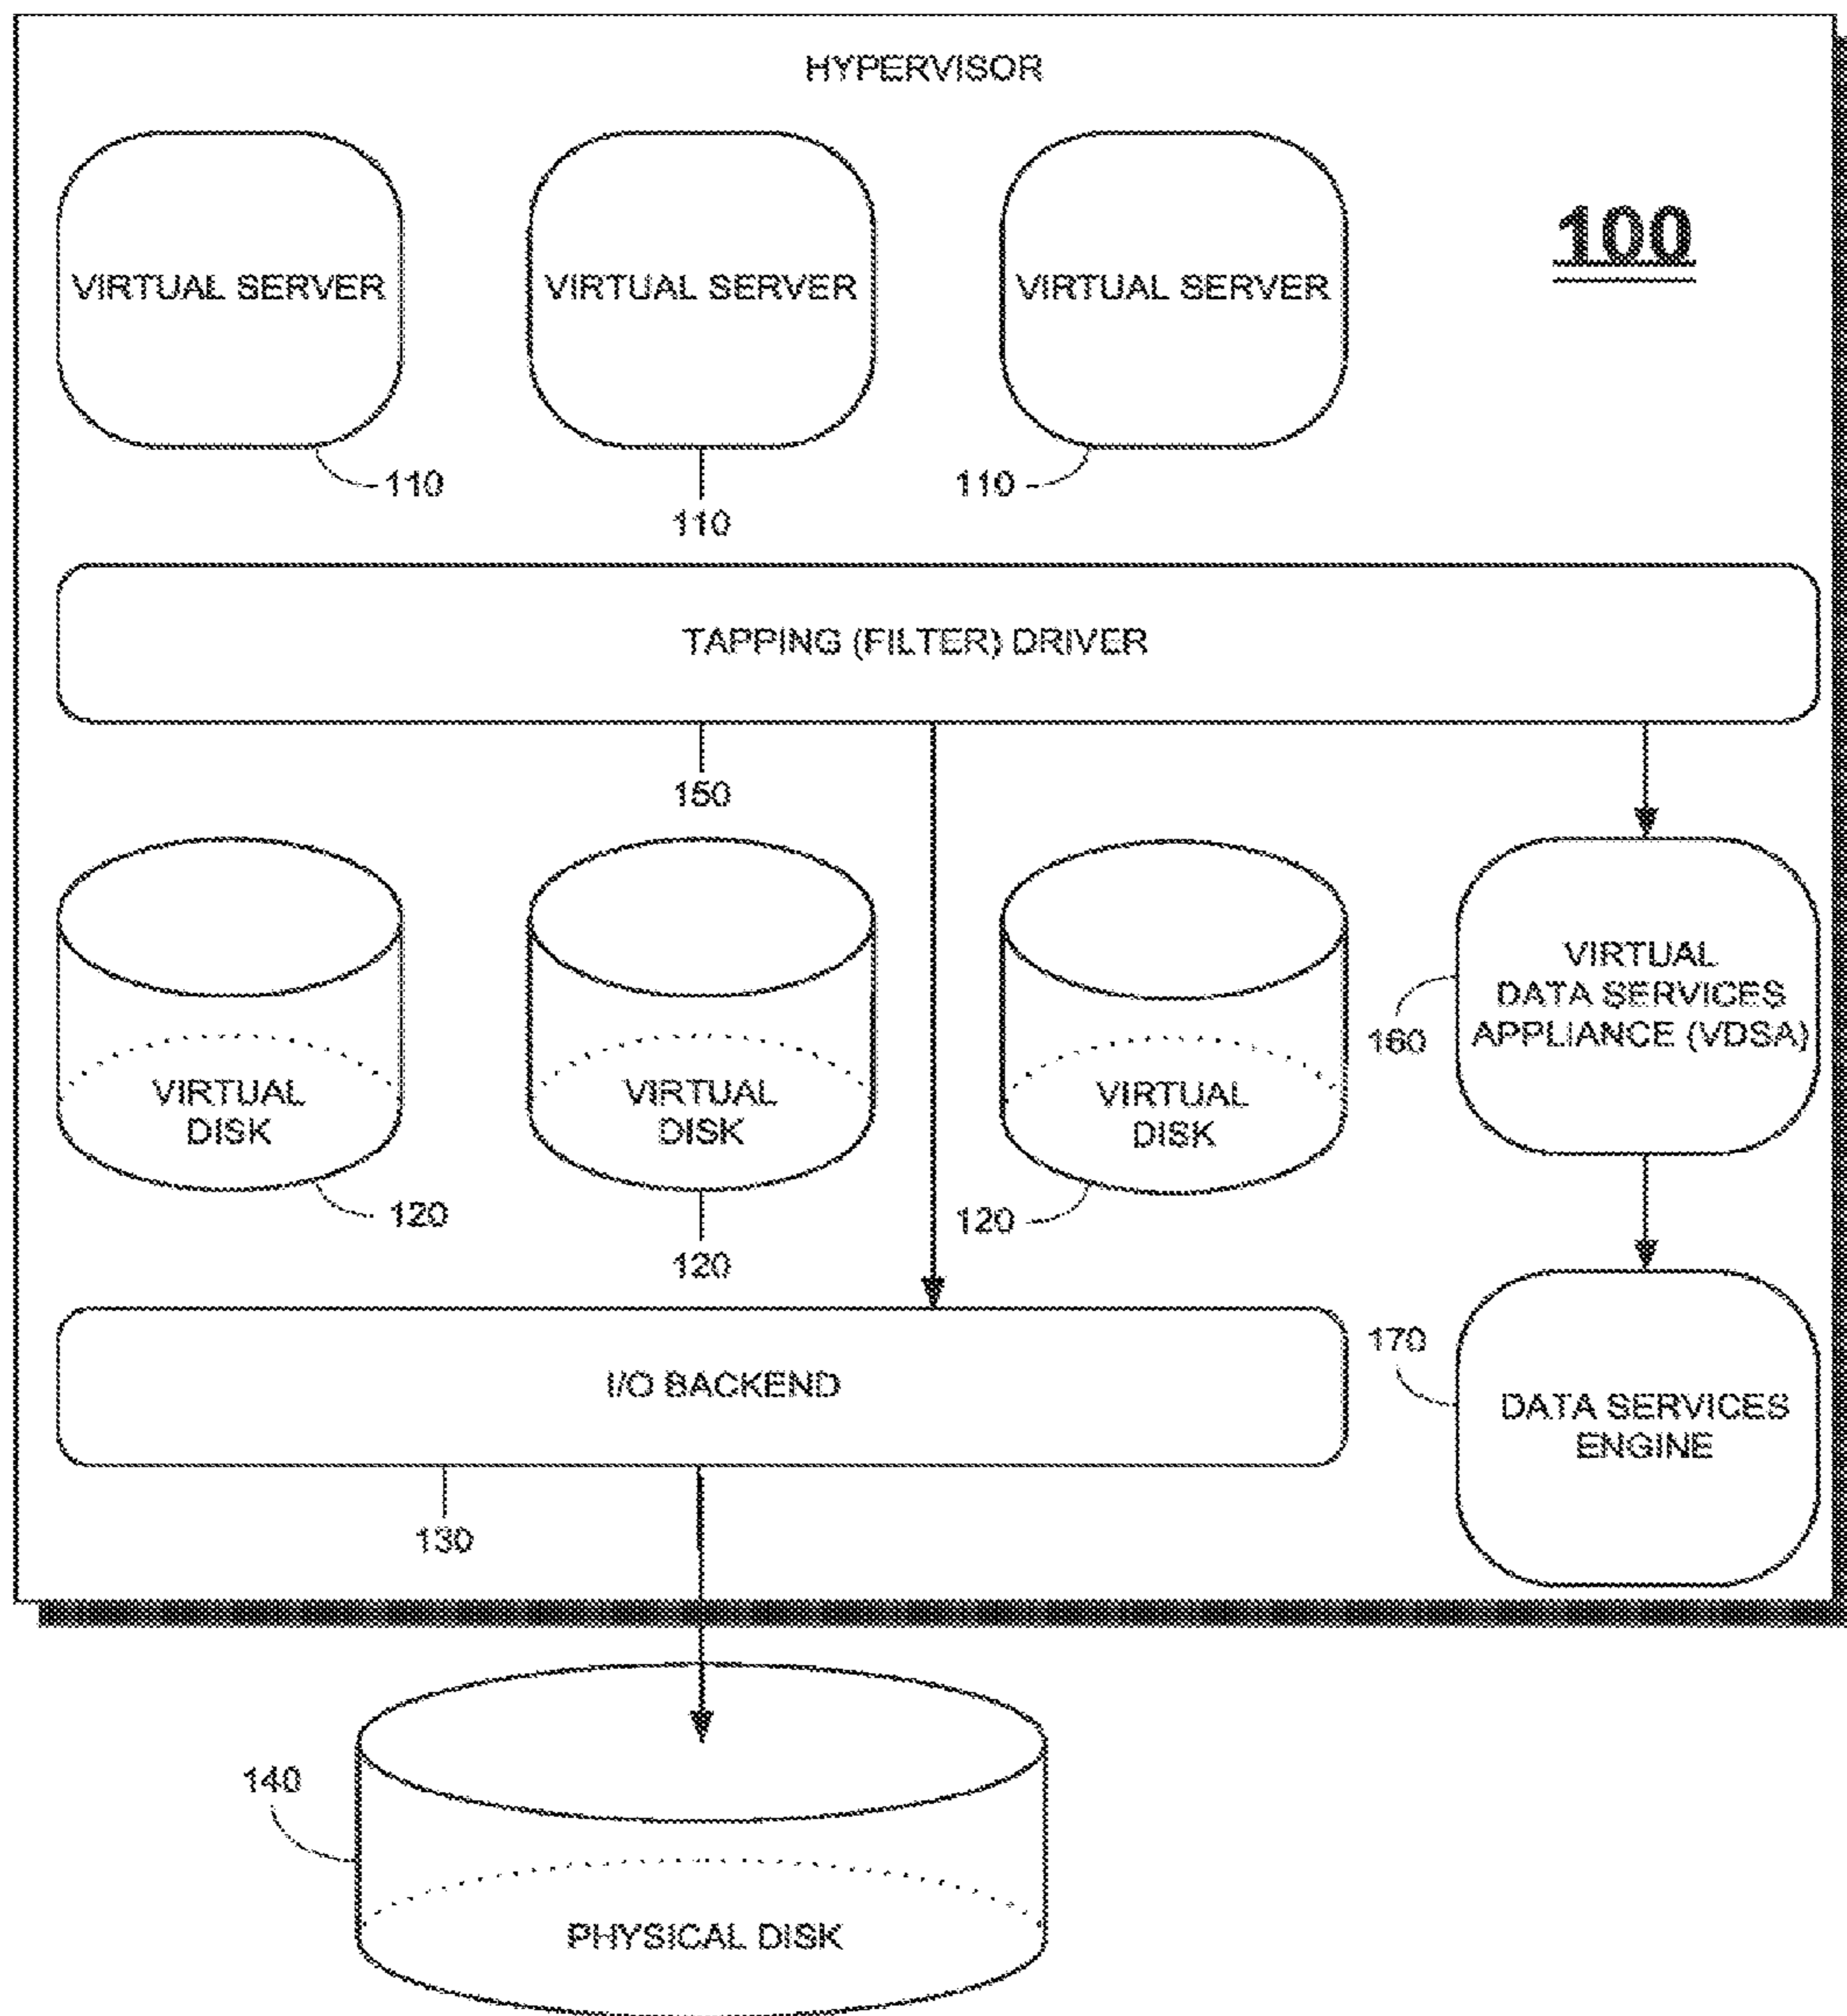 HYPERVISOR
VIRTUAL SERVER
VIRTUAL SERVER
VIRTUAL SERVER
100
110
110
110
TAPPING (FILTER) DRIVER
150
VIRTUAL
DISK
VIRTUAL
DISK
VIRTUAL
DISK
VIRTUAL
DATA SERVICES
APPLIANCE (VDSA)
160
120
120
120
I/O BACKEND
130
170
DATA SERVICES
ENGINE
140
PHYSICAL DISK